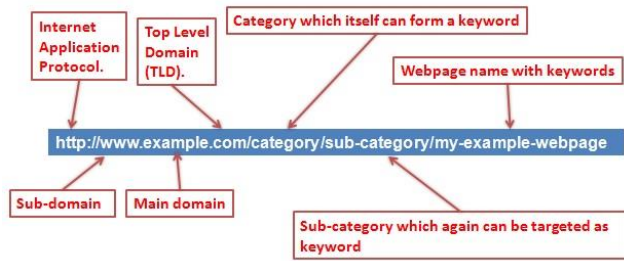 Internet
Application
Protocol.
Top Level
Domain
(TLD).
Category which itself can form a keyword
Webpage name with keywords
http://www.example.com/category/sub-category/my-example-webpage
Sub-domain
Main domain
Sub-category which again can be targeted as
keyword